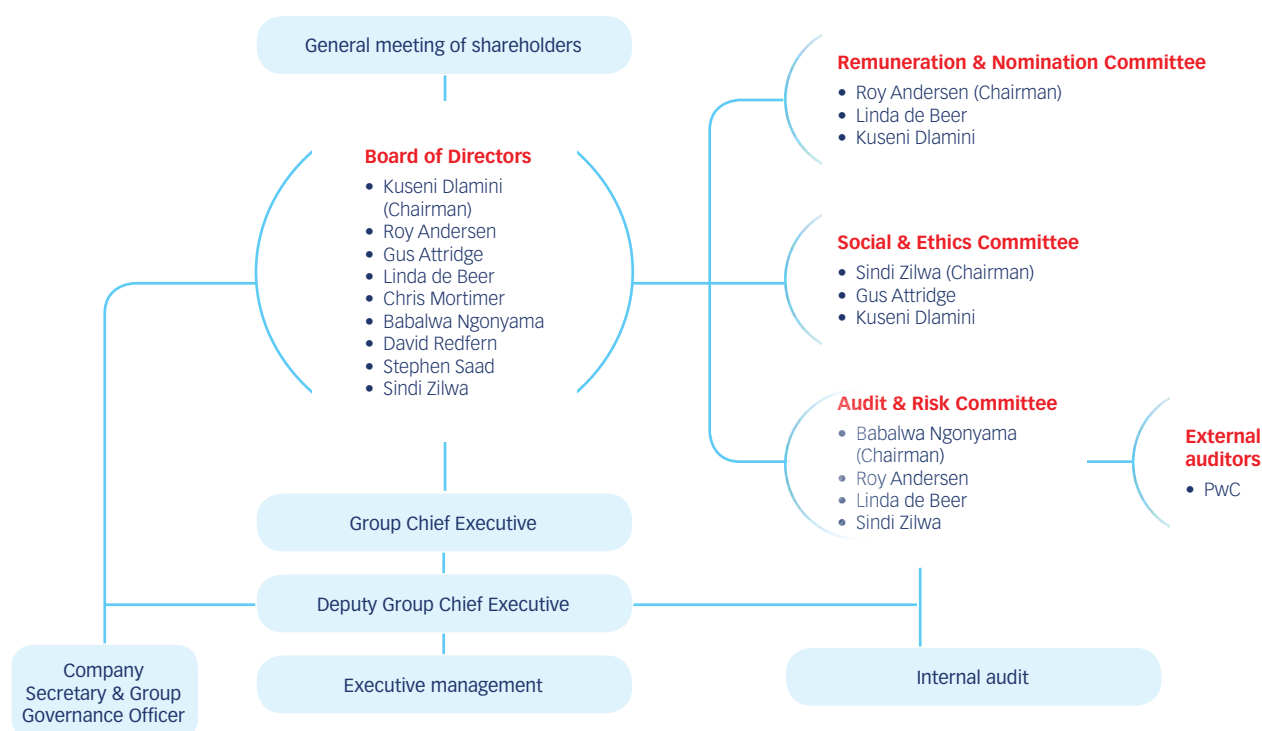 General meeting of shareholders
Board of Directors
• Kuseni Dlamini
(Chairman)
• Roy Andersen
• Gus Attridge
• Linda de Beer
• Chris Mortimer
• Babalwa Ngonyama
• David Redfern
• Stephen Saad
• Sindi Zilwa
Remuneration & Nomination Committee
• Roy Andersen (Chairman)
• Linda de Beer
• Kuseni Dlamini
Social & Ethics Committee
• Sindi Zilwa (Chairman)
• Gus Attridge
• Kuseni Dlamini
Audit & Risk Committee
• Babalwa Ngonyama
(Chairman)
• Roy Andersen
• Linda de Beer
• Sindi Zilwa
External
auditors
• PwC
Group Chief Executive
Deputy Group Chief Executive
Executive management
Company
Secretary & Group
Governance Officer
Internal audit